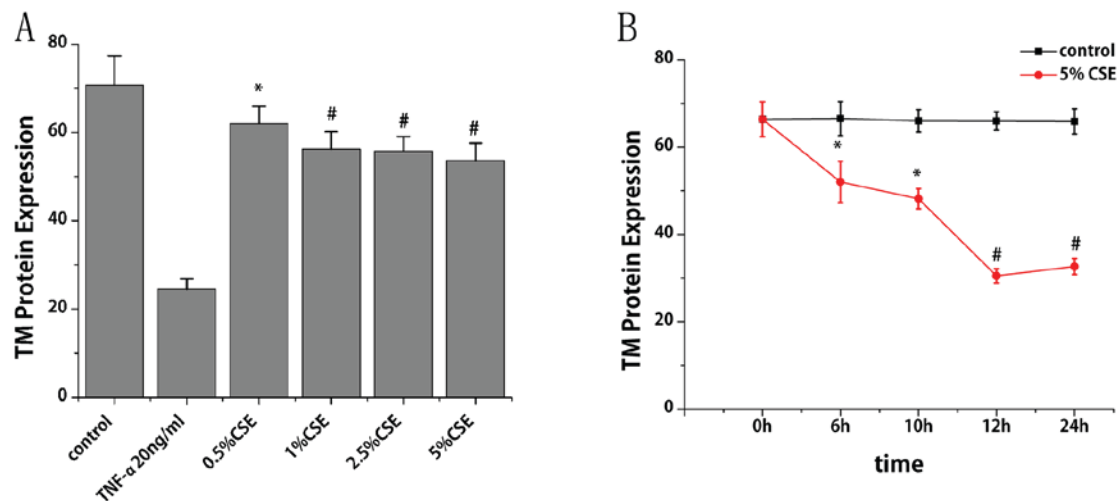 A
TM Protein Expression
80
60
40
20
0
*
#
#
#
control
TNF-α 20ng/ml
0.5%CSE
1%CSE
2.5%CSE
5%CSE
B
control
5% CSE
TM Protein Expression
80
60
40
20
0
*
*
#
#
0h
6h
10h
12h
24h
time